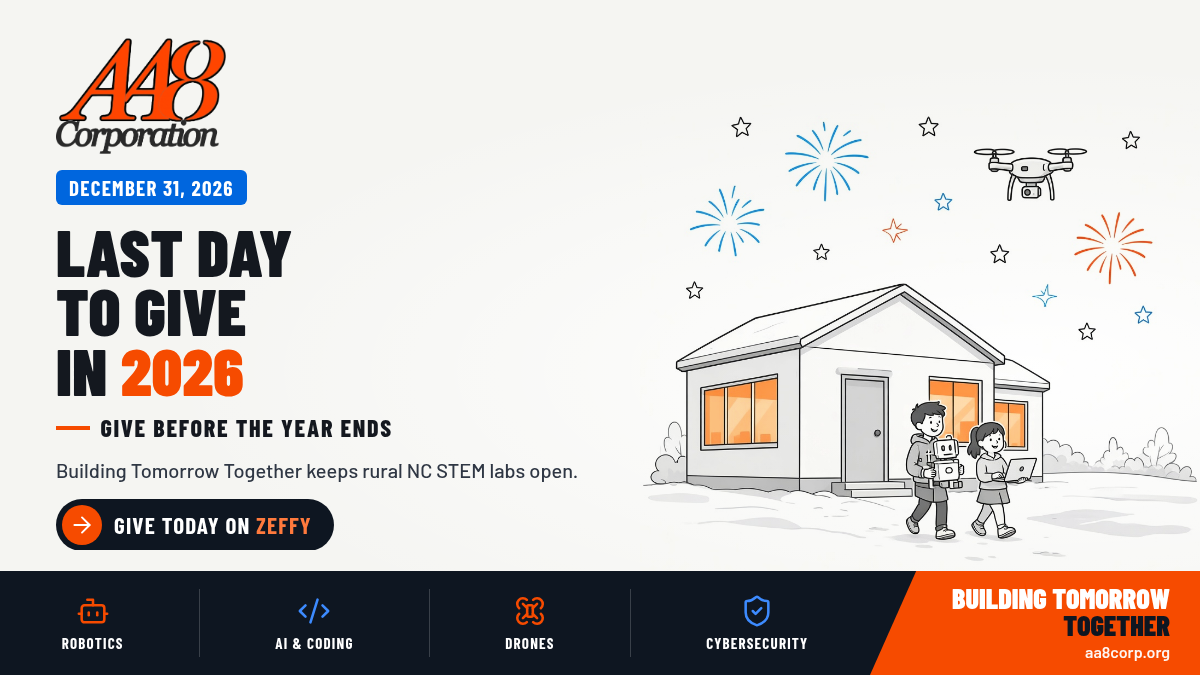 AA8
Corporation
DECEMBER 31, 2026
LAST DAY
TO GIVE
IN 2026
GIVE BEFORE THE YEAR ENDS
Building Tomorrow Together keeps rural NC STEM labs open.
GIVE TODAY ON ZEFFY
ROBOTICS
AI & CODING
DRONES
CYBERSECURITY
BUILDING TOMORROW
TOGETHER
aa8corp.org